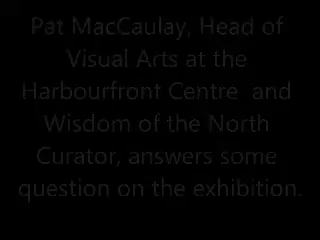 Pat MacCaulay, Head of
Visual Arts at the
Harbourfront Centre  and
Wisdom of the North
Curator, answers some
question on the exhibition.